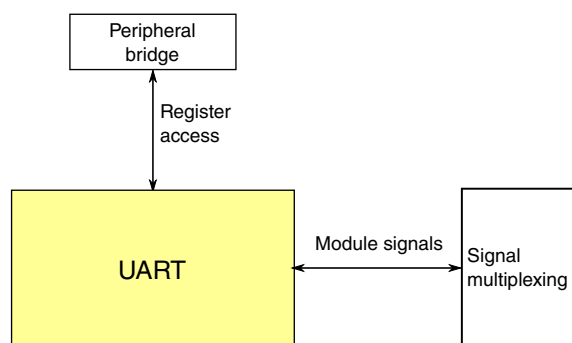 Peripheral
bridge
Register
access
UART
Module signals
Signal
multiplexing